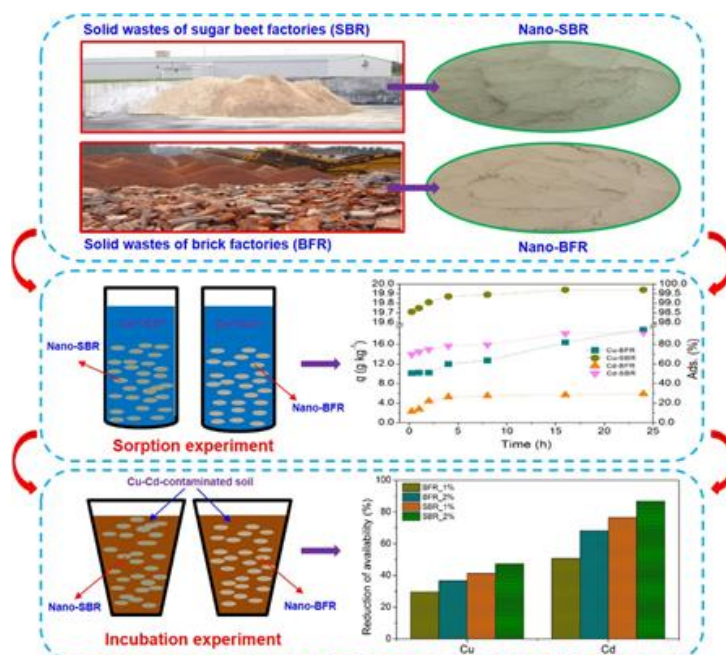 Solid wastes of sugar beet factories (SBR)
Nano-SBR
Solid wastes of brick factories (BFR)
Nano-BFR
Nano-SBR
Nano-BFR
Sorption experiment
20.0
19.9
19.8
19.7
19.6
16.0
12.0
8.0
4.0
0.0
q (g kg⁻¹)
100.0
99.5
99.0
98.5
98.0
80.0
60.0
40.0
20.0
0.0
Ads. (%)
Cu-BFR
Cu-SBR
Cd-BFR
Cd-SBR
0 5 10 15 20 25
Time (h)
Cu-Cd-contaminated soil
Nano-SBR
Nano-BFR
Incubation experiment
100
80
60
40
20
0
Reduction of availability (%)
BFR_1%
BFR_2%
SBR_1%
SBR_2%
Cu Cd